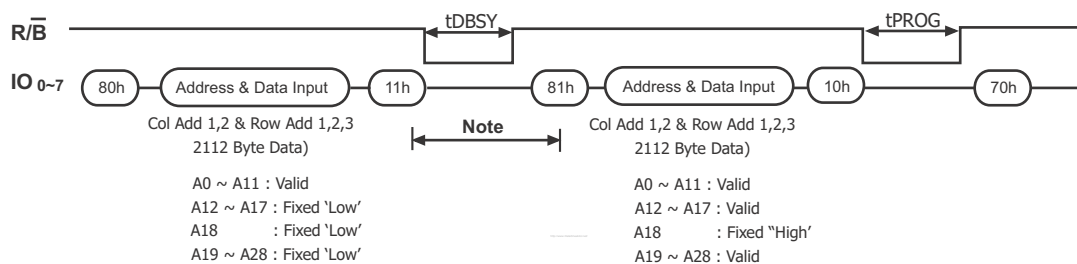 tDBSY
tPROG
R/B
IO 0~7
80h
Address & Data Input
11h
81h
Address & Data Input
10h
70h
Note
Col Add 1,2 & Row Add 1,2,3
2112 Byte Data)
A0 ~ A11 : Valid
A12 ~ A17 : Fixed ‘Low’
A18 : Fixed ‘Low’
A19 ~ A28 : Fixed ‘Low’
Col Add 1,2 & Row Add 1,2,3
2112 Byte Data)
A0 ~ A11 : Valid
A12 ~ A17 : Valid
A18 : Fixed “High’
A19 ~ A28 : Valid